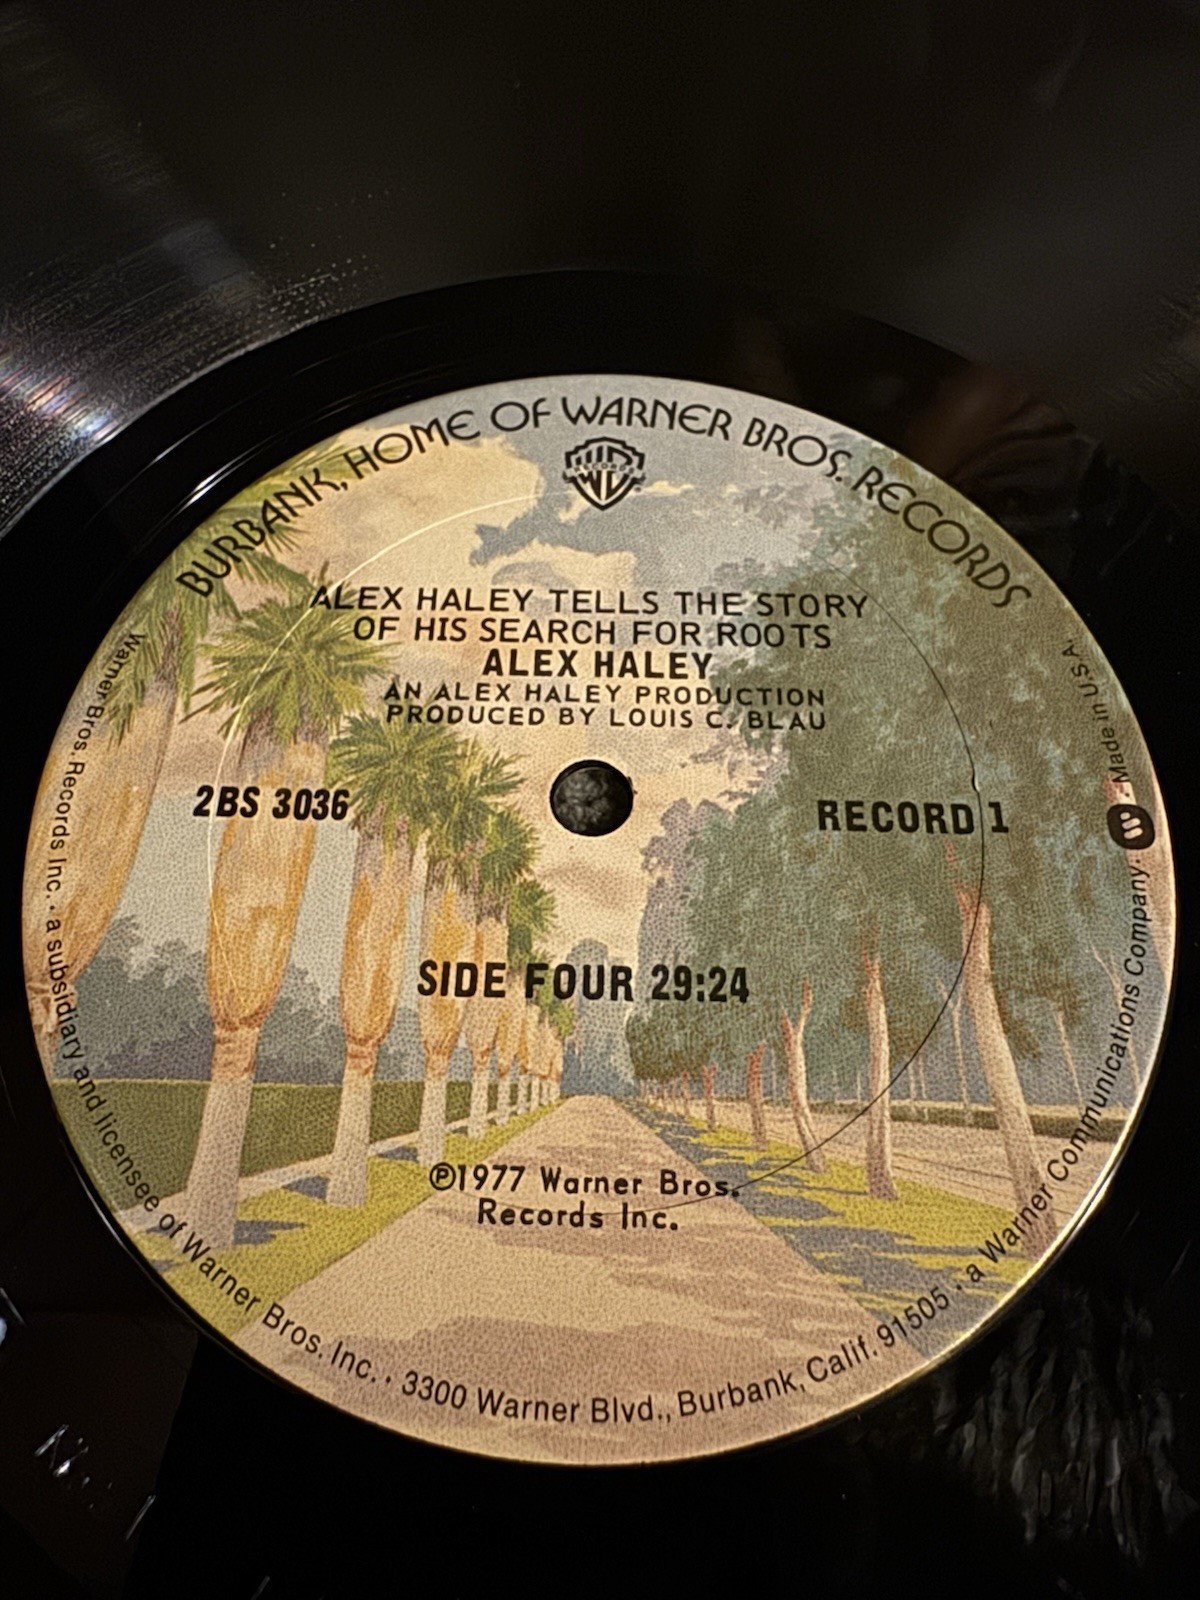 BURBANK, HOME OF WARNER BROS. RECORDS
WB
RECORDS
ALEX HALEY TELLS THE STORY
OF HIS SEARCH FOR ROOTS
ALEX HALEY
AN ALEX HALEY PRODUCTION
PRODUCED BY LOUIS C. BLAU
2BS 3036
RECORD 1
SIDE FOUR 29:24
℗1977 Warner Bros.
Records Inc.
Warner Bros. Records Inc. · a subsidiary and licensee of Warner Bros. Inc. · 3300 Warner Blvd., Burbank, Calif. 91505 · a Warner Communications Company · Made in U.S.A.